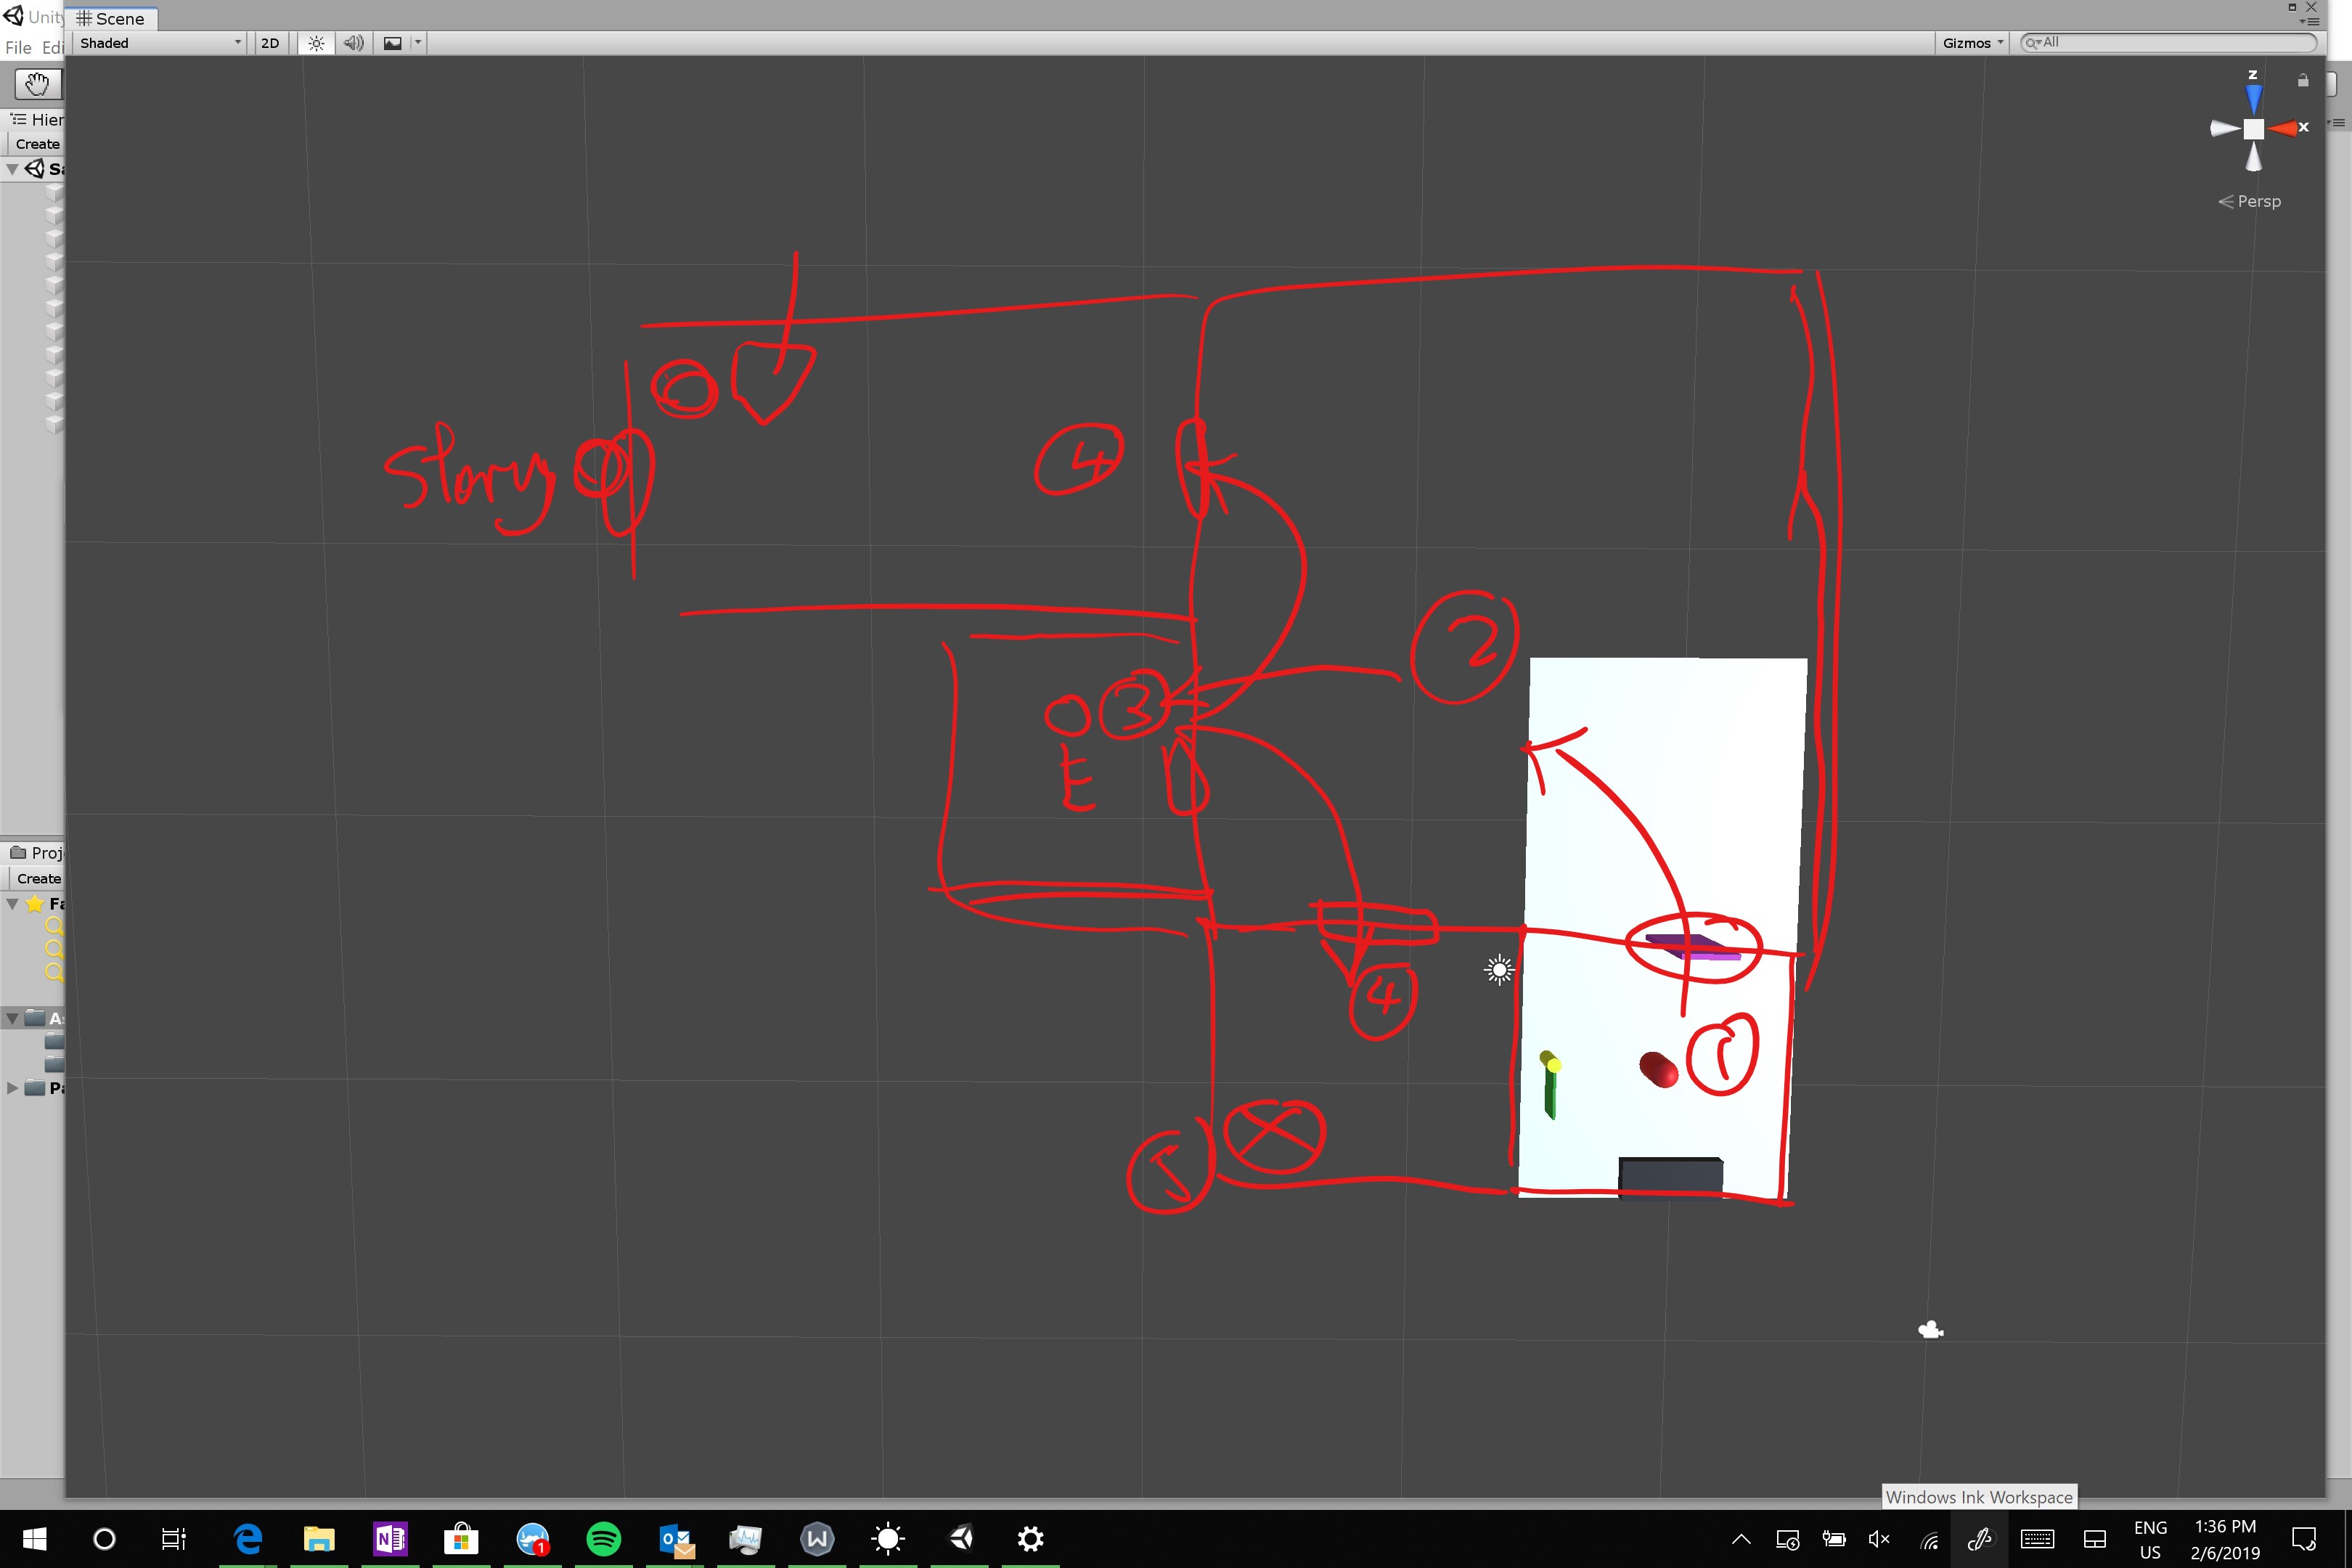 Unity
Scene
File Edi
Shaded
2D
Gizmos
All
Hier
Create
Sa
z
x
Persp
Story
4
2
3
O
E
4
1
Proj
Create
Fa
As
Pa
Windows Ink Workspace
1
ENG
US
1:36 PM
2/6/2019